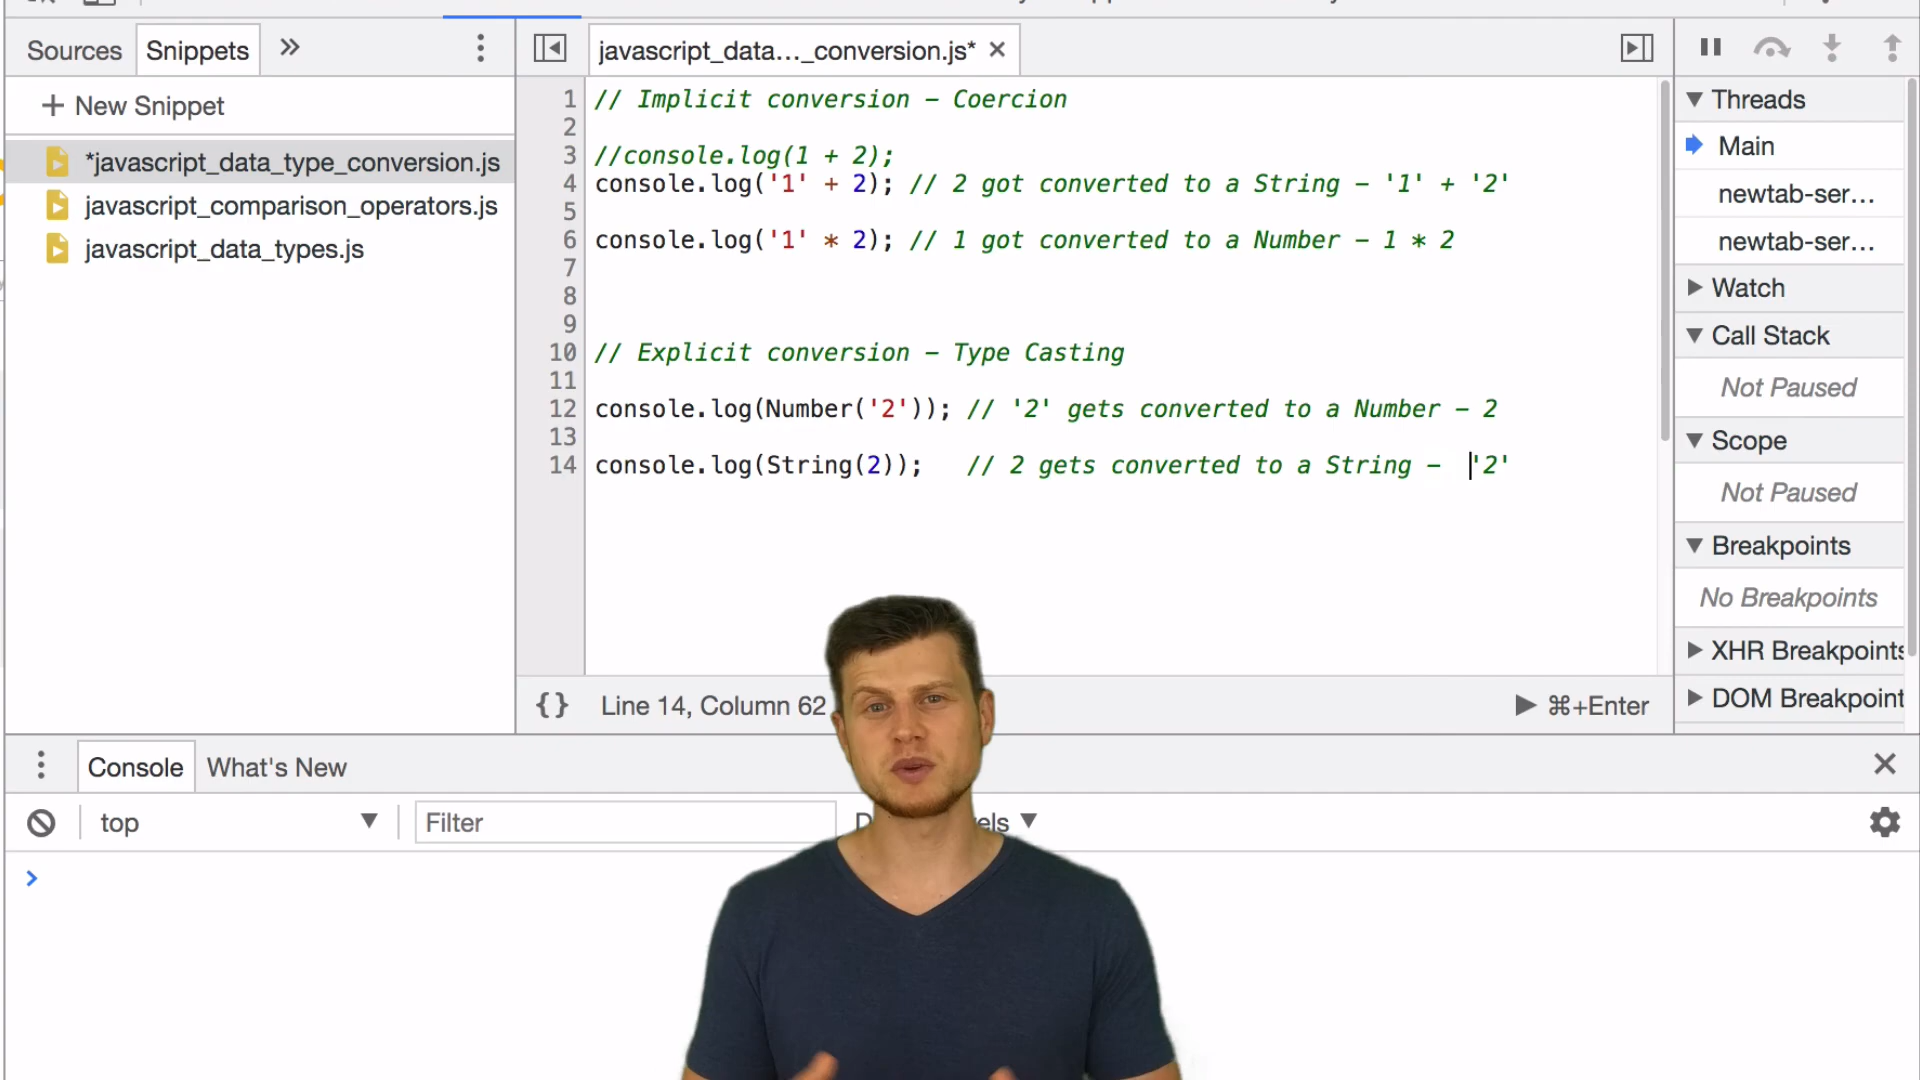 Sources Snippets »
+ New Snippet
*javascript_data_type_conversion.js
javascript_comparison_operators.js
javascript_data_types.js
javascript_data…_conversion.js* ×
1 // Implicit conversion – Coercion
2
3 //console.log(1 + 2);
4 console.log('1' + 2); // 2 got converted to a String – '1' + '2'
5
6 console.log('1' * 2); // 1 got converted to a Number – 1 * 2
7
8
9
10 // Explicit conversion – Type Casting
11
12 console.log(Number('2')); // '2' gets converted to a Number – 2
13
14 console.log(String(2));   // 2 gets converted to a String –  '2'
{} Line 14, Column 62
⌘+Enter
Threads
Main
newtab-ser…
newtab-ser…
Watch
Call Stack
Not Paused
Scope
Not Paused
Breakpoints
No Breakpoints
XHR Breakpoints
DOM Breakpoint
Console What's New
top Filter